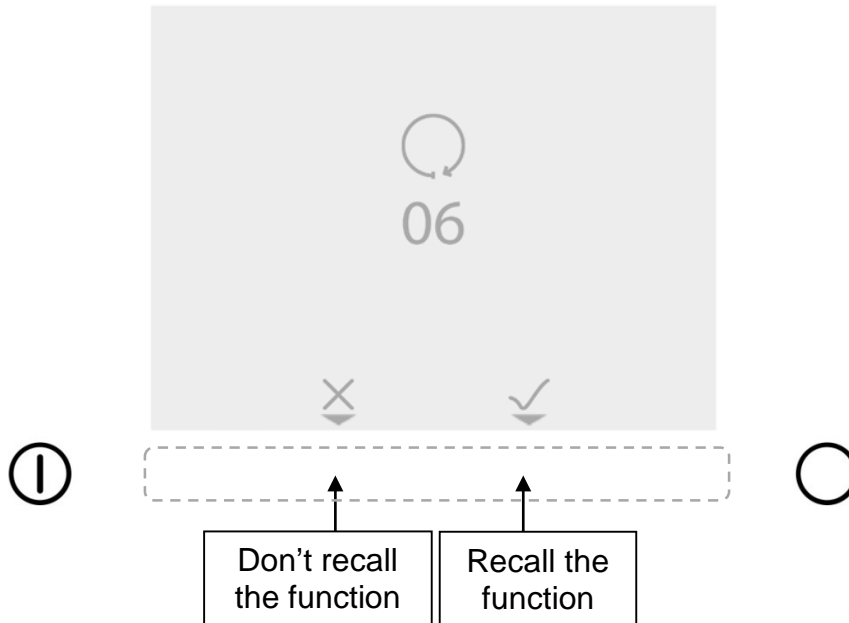 06
Don’t recall
the function
Recall the
function